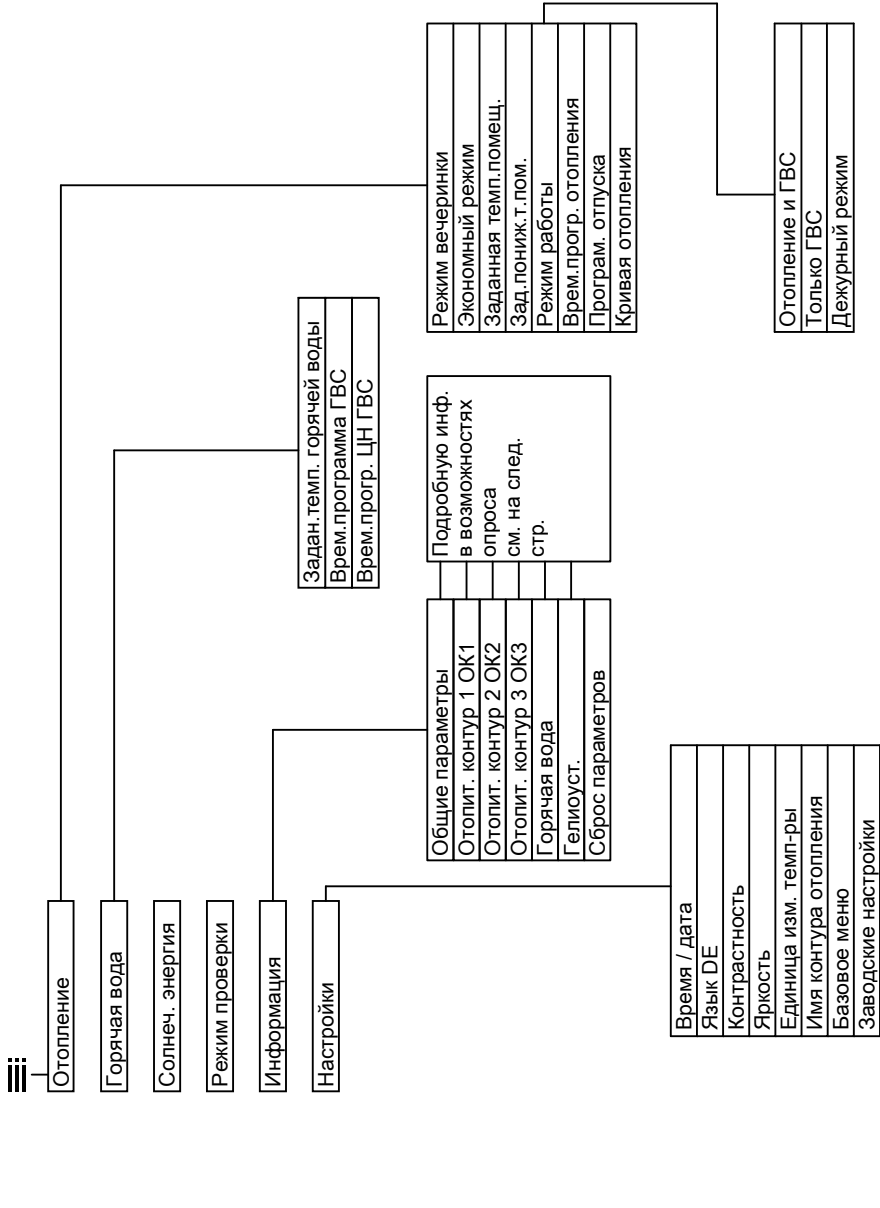 Отопление
Горячая вода
Солнеч. энергия
Режим проверки
Информация
Настройки
Режим вечеринки
Экономный режим
Заданная темп.помещ.
Зад.пониж.т.пом.
Режим работы
Врем.прогр. отопления
Програм. отпуска
Кривая отопления
Отопление и ГВС
Только ГВС
Дежурный режим
Задан.темп. горячей воды
Врем.программа ГВС
Врем.прогр. ЦН ГВС
Общие параметры
Отопит. контур 1 ОК1
Отопит. контур 2 ОК2
Отопит. контур 3 ОК3
Горячая вода
Гелиоуст.
Сброс параметров
Подробную инф.
в возможностях
опроса
см. на след.
стр.
Время / дата
Язык DE
Контрастность
Яркость
Единица изм. темп-ры
Имя контура отопления
Базовое меню
Заводские настройки